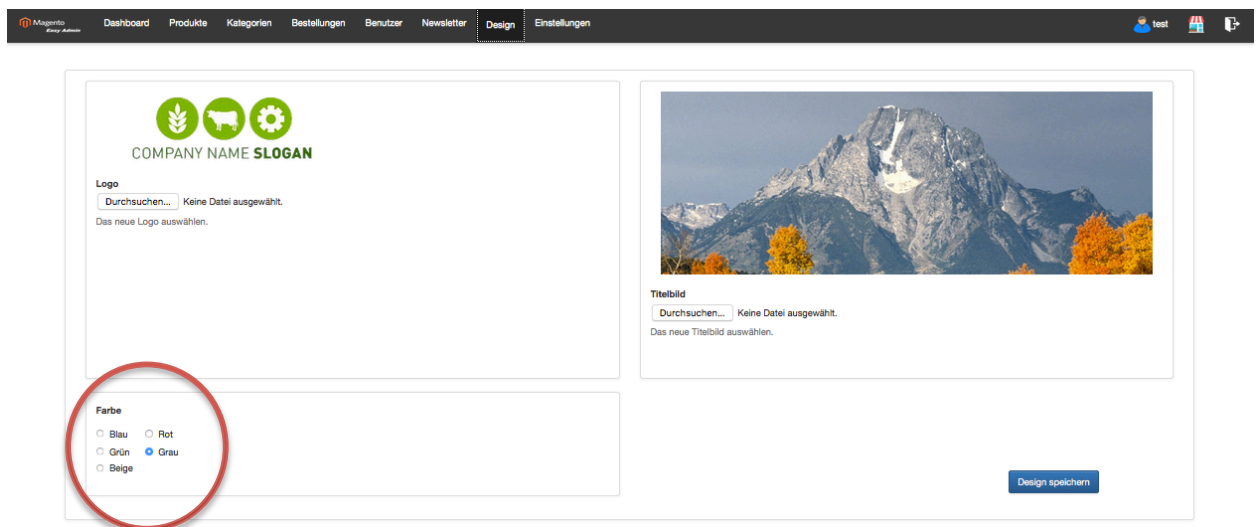 Magento
Easy Admin
Dashboard Produkte Kategorien Bestellungen Benutzer Newsletter Design Einstellungen test
COMPANY NAME SLOGAN
Logo
Durchsuchen... Keine Datei ausgewählt.
Das neue Logo auswählen.
Titelbild
Durchsuchen... Keine Datei ausgewählt.
Das neue Titelbild auswählen.
Farbe
Blau Rot
Grün Grau
Beige
Design speichern